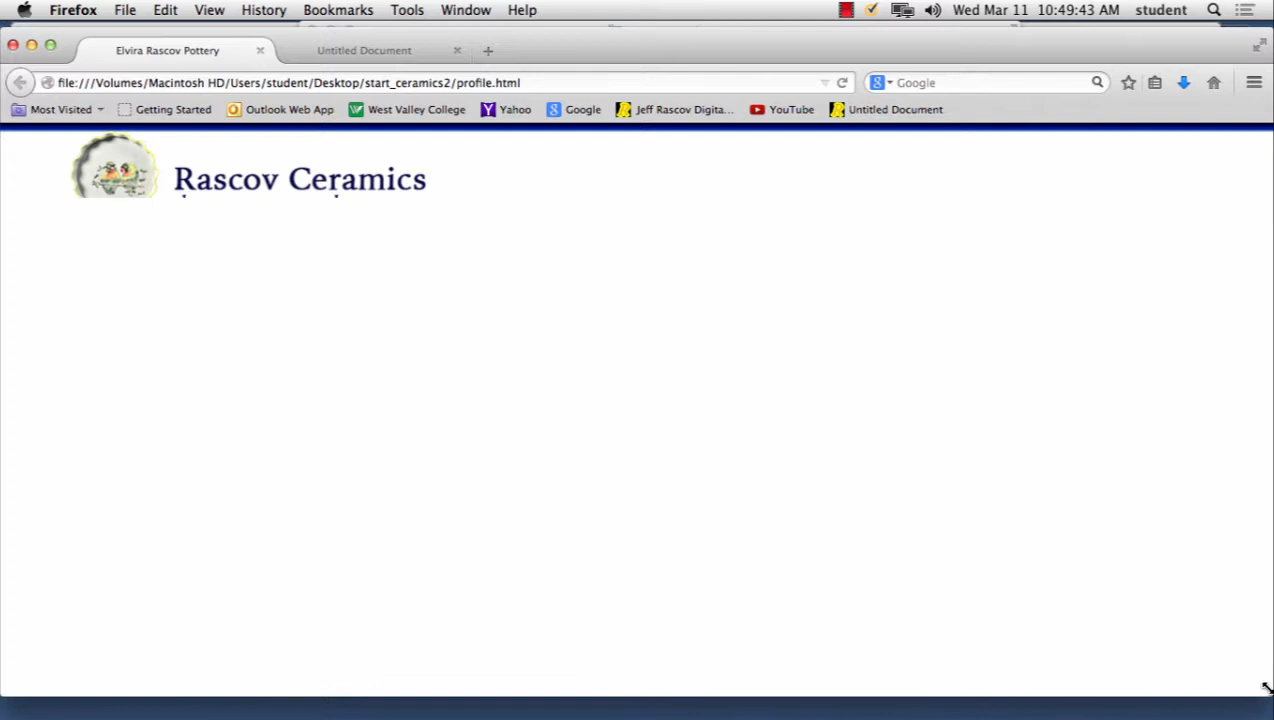 Firefox File Edit View History Bookmarks Tools Window Help Wed Mar 11 10:49:43 AM student
Elvira Rascov Pottery Untitled Document
file:///Volumes/Macintosh HD/Users/student/Desktop/start_ceramics2/profile.html Google
Most Visited Getting Started Outlook Web App West Valley College Yahoo Google Jeff Rascov Digita... YouTube Untitled Document
Rascov Ceramics